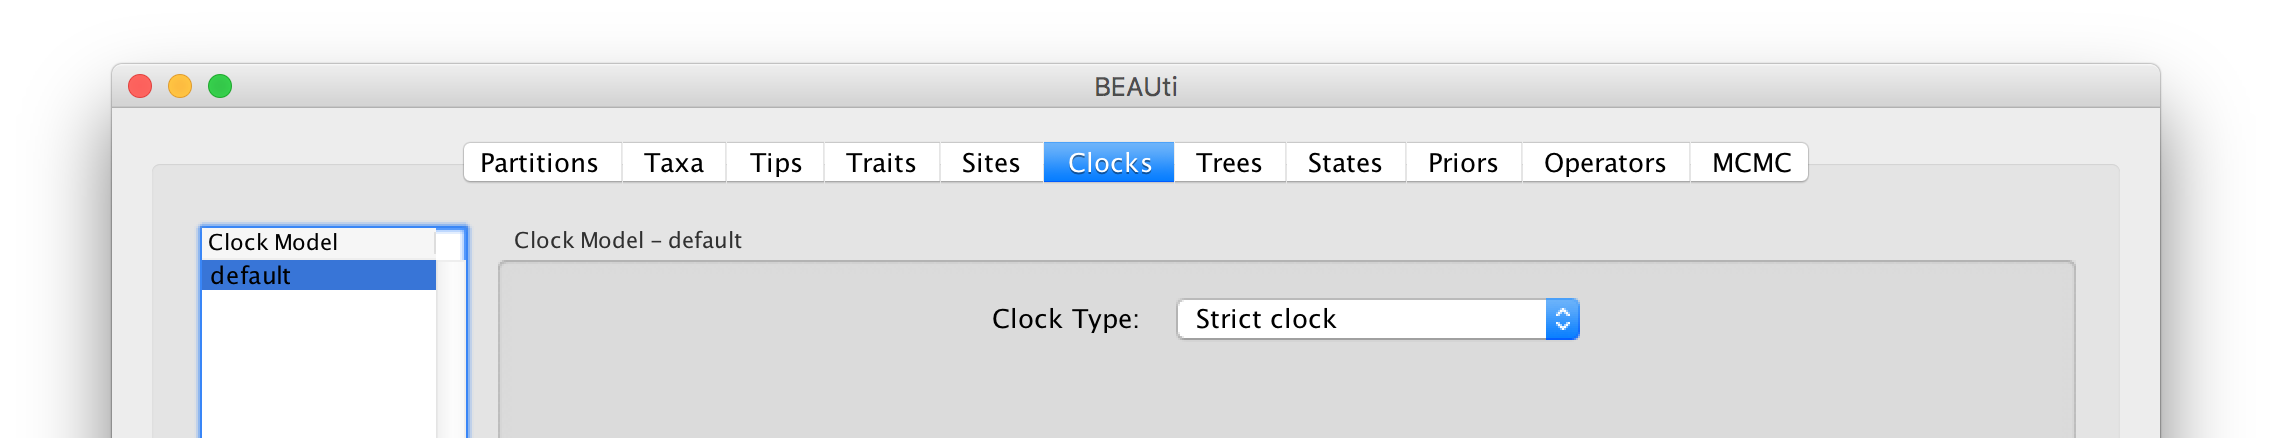 BEAUti
Partitions Taxa Tips Traits Sites Clocks Trees States Priors Operators MCMC
Clock Model
Clock Model – default
default
Clock Type: Strict clock